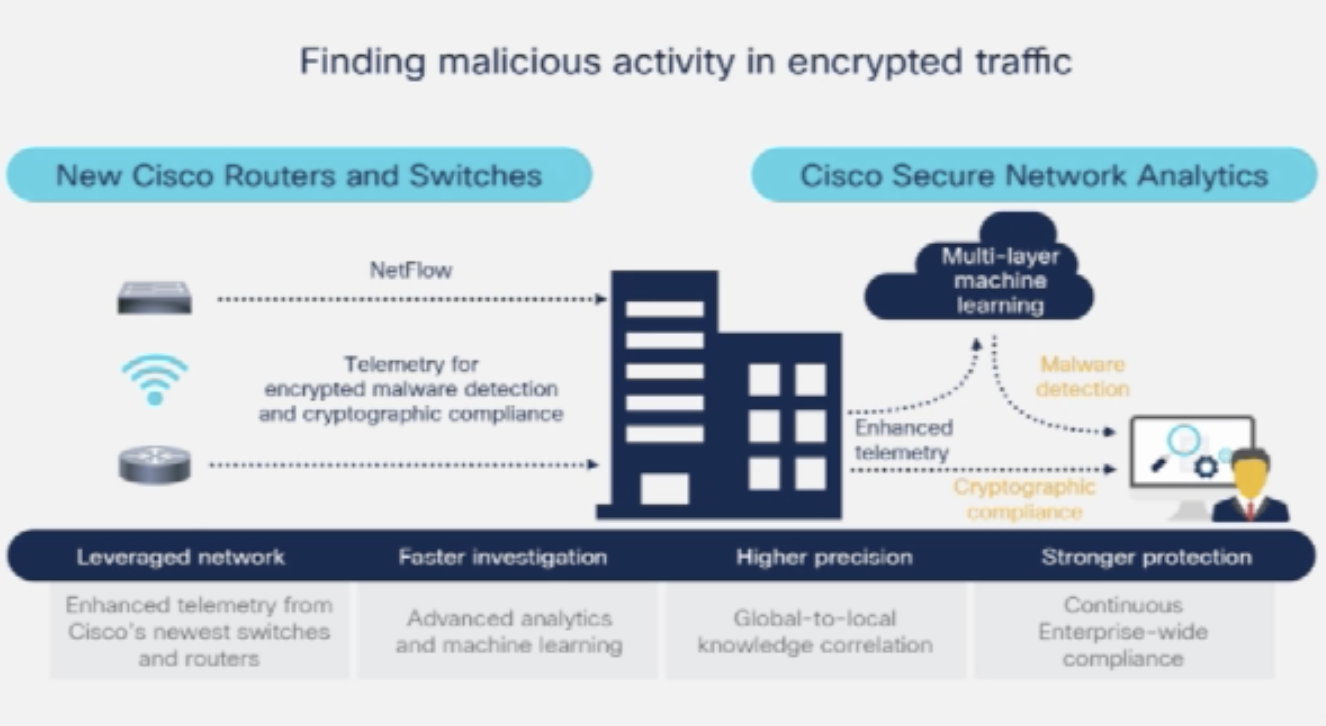 Finding malicious activity in encrypted traffic
New Cisco Routers and Switches
Cisco Secure Network Analytics
NetFlow
Telemetry for
encrypted malware detection
and cryptographic compliance
Multi-layer
machine
learning
Malware
detection
Enhanced
telemetry
Cryptographic
compliance
Leveraged network
Faster investigation
Higher precision
Stronger protection
Enhanced telemetry from
Cisco's newest switches
and routers
Advanced analytics
and machine learning
Global-to-local
knowledge correlation
Continuous
Enterprise-wide
compliance